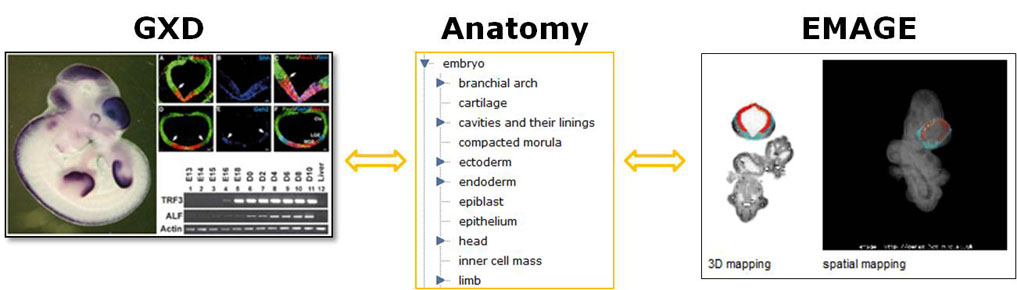 GXD
Anatomy
EMAGE
A
B
C
D
E
F
LGE
E13 E14 E15 E16 E18 D0 D2 D4 D6 D8 D10 Liver
1 2 3 4 5 6 7 8 9 10 11 12
TRF3
ALF
Actin
embryo
branchial arch
cartilage
cavities and their linings
compacted morula
ectoderm
endoderm
epiblast
epithelium
head
inner cell mass
limb
3D mapping
spatial mapping